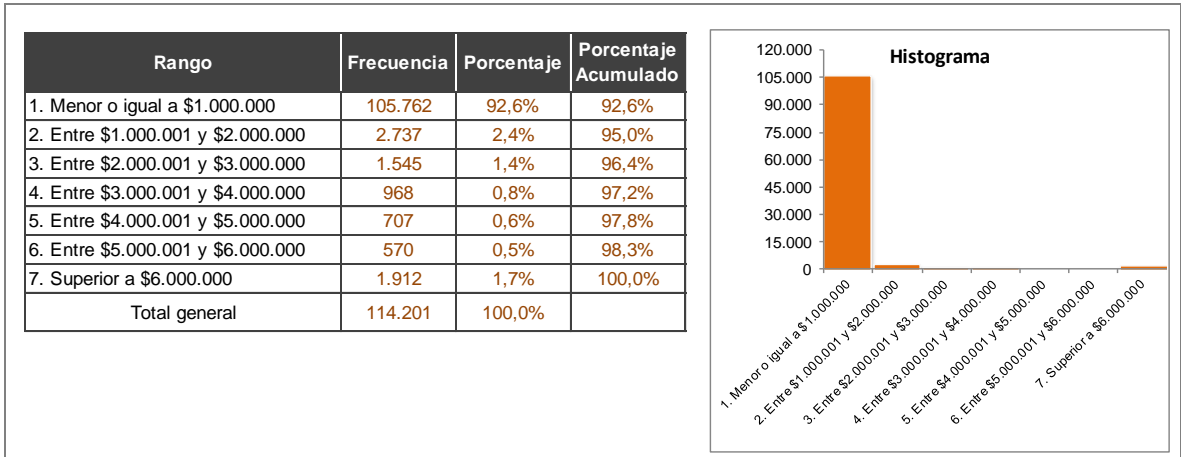 Rango Frecuencia Porcentaje Porcentaje Acumulado
1. Menor o igual a $1.000.000 105.762 92,6% 92,6%
2. Entre $1.000.001 y $2.000.000 2.737 2,4% 95,0%
3. Entre $2.000.001 y $3.000.000 1.545 1,4% 96,4%
4. Entre $3.000.001 y $4.000.000 968 0,8% 97,2%
5. Entre $4.000.001 y $5.000.000 707 0,6% 97,8%
6. Entre $5.000.001 y $6.000.000 570 0,5% 98,3%
7. Superior a $6.000.000 1.912 1,7% 100,0%
Total general 114.201 100,0%
Histograma
120.000
105.000
90.000
75.000
60.000
45.000
30.000
15.000
0
1. Menor o igual a $1.000.000
2. Entre $1.000.001 y $2.000.000
3. Entre $2.000.001 y $3.000.000
4. Entre $3.000.001 y $4.000.000
5. Entre $4.000.001 y $5.000.000
6. Entre $5.000.001 y $6.000.000
7. Superior a $6.000.000